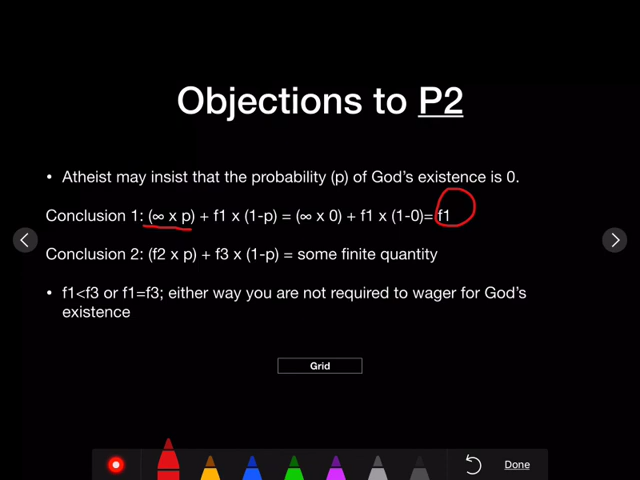 Objections to P2
• Atheist may insist that the probability (p) of God's existence is 0.
Conclusion 1: (∞ x p) + f1 x (1-p) = (∞ x 0) + f1 x (1-0)= f1
Conclusion 2: (f2 x p) + f3 x (1-p) = some finite quantity
• f1<f3 or f1=f3; either way you are not required to wager for God's
existence
Grid
Done